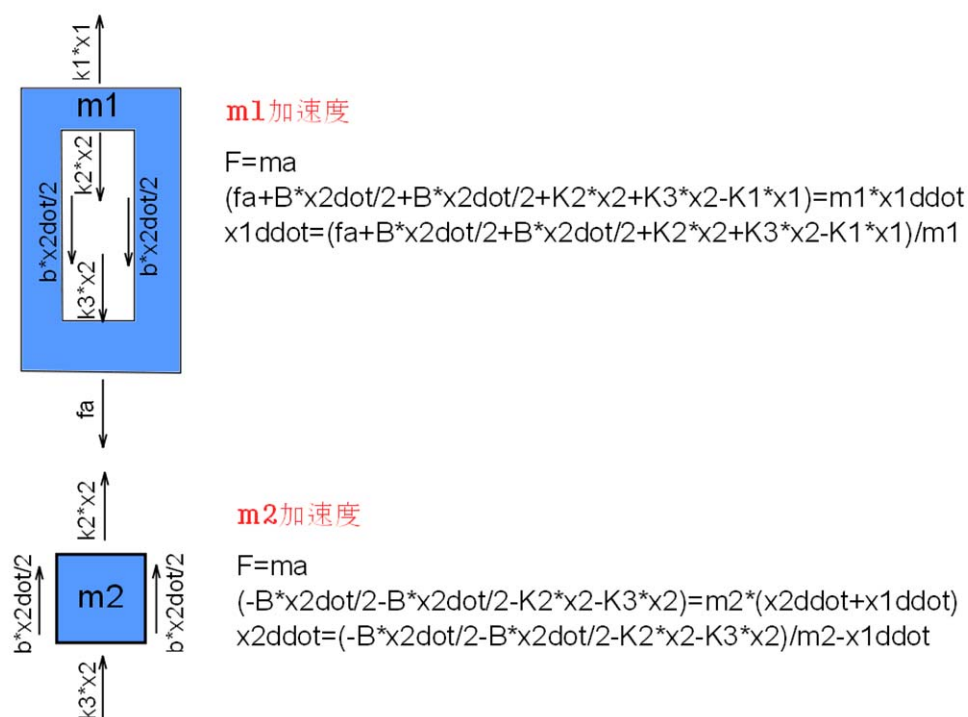 k1*x1
m1
k2*x2
b*x2dot/2
b*x2dot/2
k3*x2
fa
m1加速度
F=ma
(fa+B*x2dot/2+B*x2dot/2+K2*x2+K3*x2-K1*x1)=m1*x1ddot
x1ddot=(fa+B*x2dot/2+B*x2dot/2+K2*x2+K3*x2-K1*x1)/m1
k2*x2
b*x2dot/2
m2
b*x2dot/2
k3*x2
m2加速度
F=ma
(-B*x2dot/2-B*x2dot/2-K2*x2-K3*x2)=m2*(x2ddot+x1ddot)
x2ddot=(-B*x2dot/2-B*x2dot/2-K2*x2-K3*x2)/m2-x1ddot